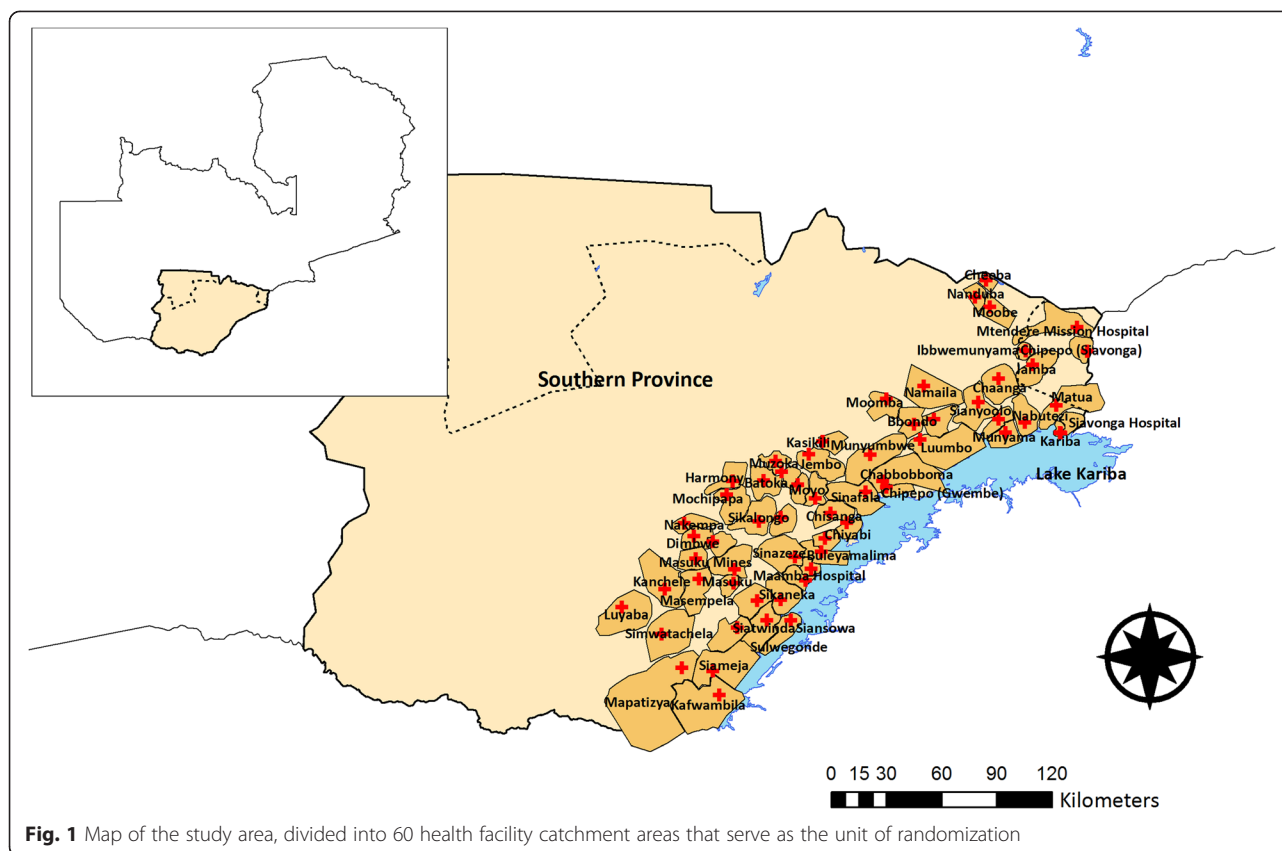 Cheeba
Nanduba
Moobe
Mtendere Mission Hospital
Ibbwemunyama
Chipepo (Siavonga)
Jamba
Southern Province
Chaanga
Namaila
Moomba
Matua
Sianyoolo
Nabutezi
Bbondo
Siavonga Hospital
Munyama
Kariba
Kasikili
Munyumbwe
Luumbo
Jembo
Muzoka
Lake Kariba
Chabbobboma
Harmony
Batoka
Moyo
Sinafala
Chipepo (Gwembe)
Mochipapa
Sikalongo
Chisanga
Nakempa
Chiyabi
Dimbwe
Sinazeze
Buleyamalima
Masuku Mines
Maamba Hospital
Kanchele
Masuku
Masempela
Sikaneka
Luyaba
Simwatachela
Siatwinda
Siansowa
Sulwegonde
Siameja
Mapatizya
Kafwambila
0 15 30 60 90 120
Kilometers
Fig. 1 Map of the study area, divided into 60 health facility catchment areas that serve as the unit of randomization